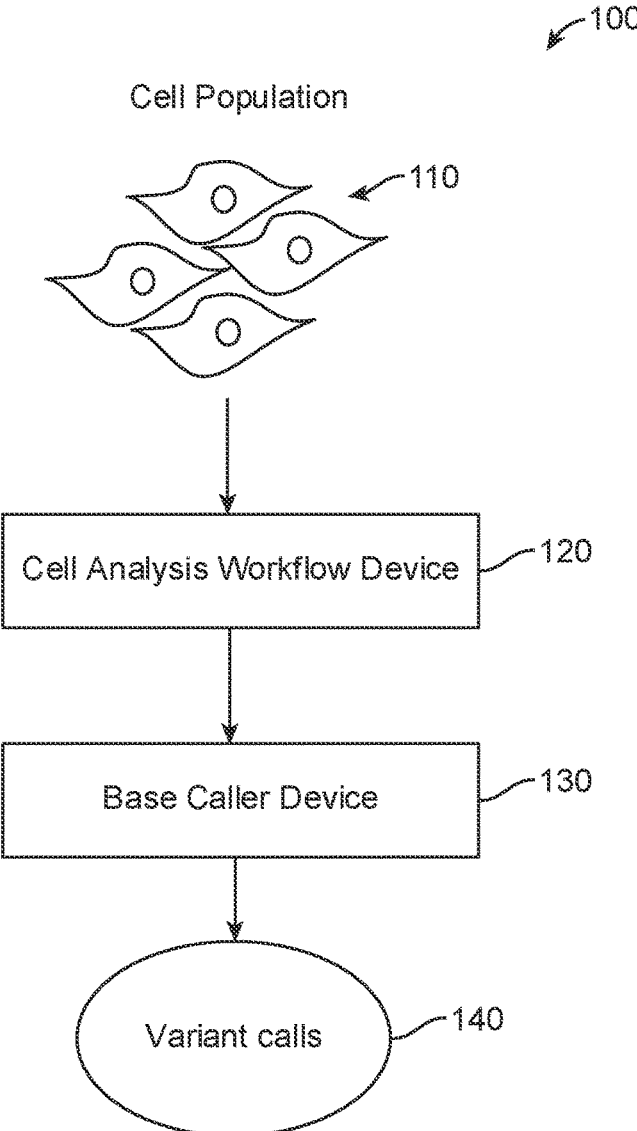 100
Cell Population
110
Cell Analysis Workflow Device
120
Base Caller Device
130
Variant calls
140